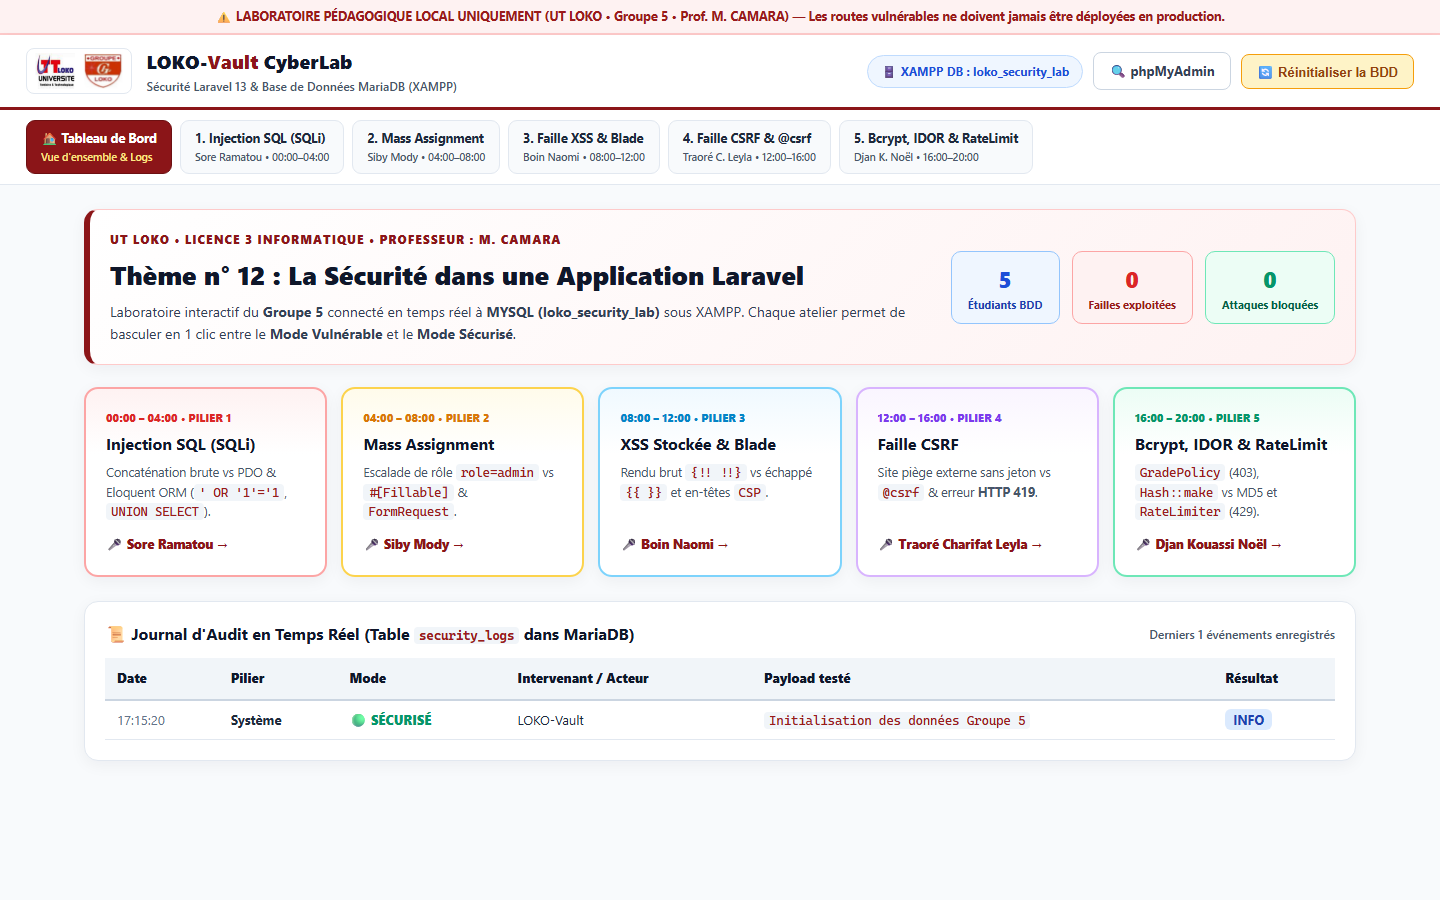 ⚠️ LABORATOIRE PÉDAGOGIQUE LOCAL UNIQUEMENT (UT LOKO • Groupe 5 • Prof. M. CAMARA) — Les routes vulnérables ne doivent jamais être déployées en production.
UT LOKO
UNIVERSITE
GROUPE
LOKO
LOKO-Vault CyberLab
Sécurité Laravel 13 & Base de Données MariaDB (XAMPP)
XAMPP DB : loko_security_lab
phpMyAdmin
Réinitialiser la BDD
Tableau de Bord
Vue d'ensemble & Logs
1. Injection SQL (SQLi)
Sore Ramatou • 00:00–04:00
2. Mass Assignment
Siby Mody • 04:00–08:00
3. Faille XSS & Blade
Boin Naomi • 08:00–12:00
4. Faille CSRF & @csrf
Traoré C. Leyla • 12:00–16:00
5. Bcrypt, IDOR & RateLimit
Djan K. Noël • 16:00–20:00
UT LOKO • LICENCE 3 INFORMATIQUE • PROFESSEUR : M. CAMARA
Thème n° 12 : La Sécurité dans une Application Laravel
Laboratoire interactif du Groupe 5 connecté en temps réel à MYSQL (loko_security_lab) sous XAMPP. Chaque atelier permet de
basculer en 1 clic entre le Mode Vulnérable et le Mode Sécurisé.
5
Étudiants BDD
0
Failles exploitées
0
Attaques bloquées
00:00 – 04:00 • PILIER 1
Injection SQL (SQLi)
Concaténation brute vs PDO &
Eloquent ORM ( ' OR '1'='1 ,
UNION SELECT ).
Sore Ramatou →
04:00 – 08:00 • PILIER 2
Mass Assignment
Escalade de rôle role=admin vs
#[Fillable] &
FormRequest .
Siby Mody →
08:00 – 12:00 • PILIER 3
XSS Stockée & Blade
Rendu brut {!! !!} vs échappé
{{ }} et en-têtes CSP .
Boin Naomi →
12:00 – 16:00 • PILIER 4
Faille CSRF
Site piège externe sans jeton vs
@csrf & erreur HTTP 419.
Traoré Charifat Leyla →
16:00 – 20:00 • PILIER 5
Bcrypt, IDOR & RateLimit
GradePolicy (403),
Hash::make vs MD5 et
RateLimiter (429).
Djan Kouassi Noël →
Journal d'Audit en Temps Réel (Table security_logs dans MariaDB)
Derniers 1 événements enregistrés
Date Pilier Mode Intervenant / Acteur Payload testé Résultat
17:15:20 Système SÉCURISÉ LOKO-Vault Initialisation des données Groupe 5 INFO